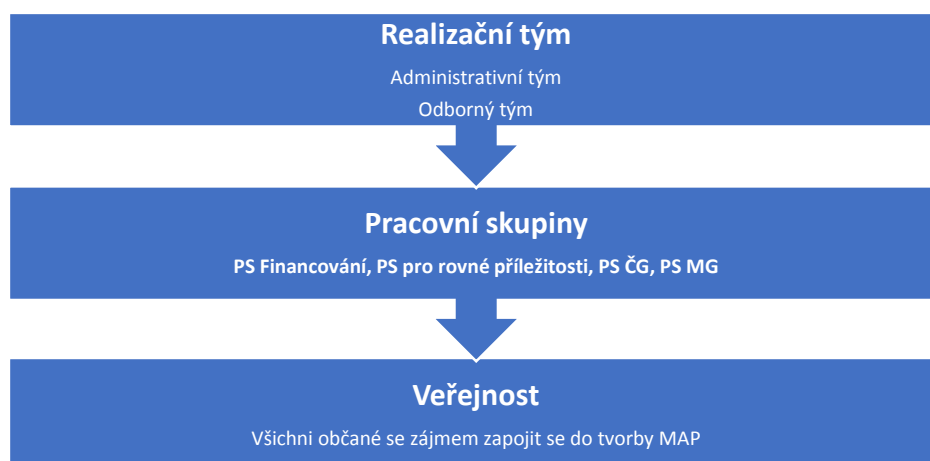 Realizační tým
Administrativní tým
Odborný tým
Pracovní skupiny
PS Financování, PS pro rovné příležitosti, PS ČG, PS MG
Veřejnost
Všichni občané se zájmem zapojit se do tvorby MAP